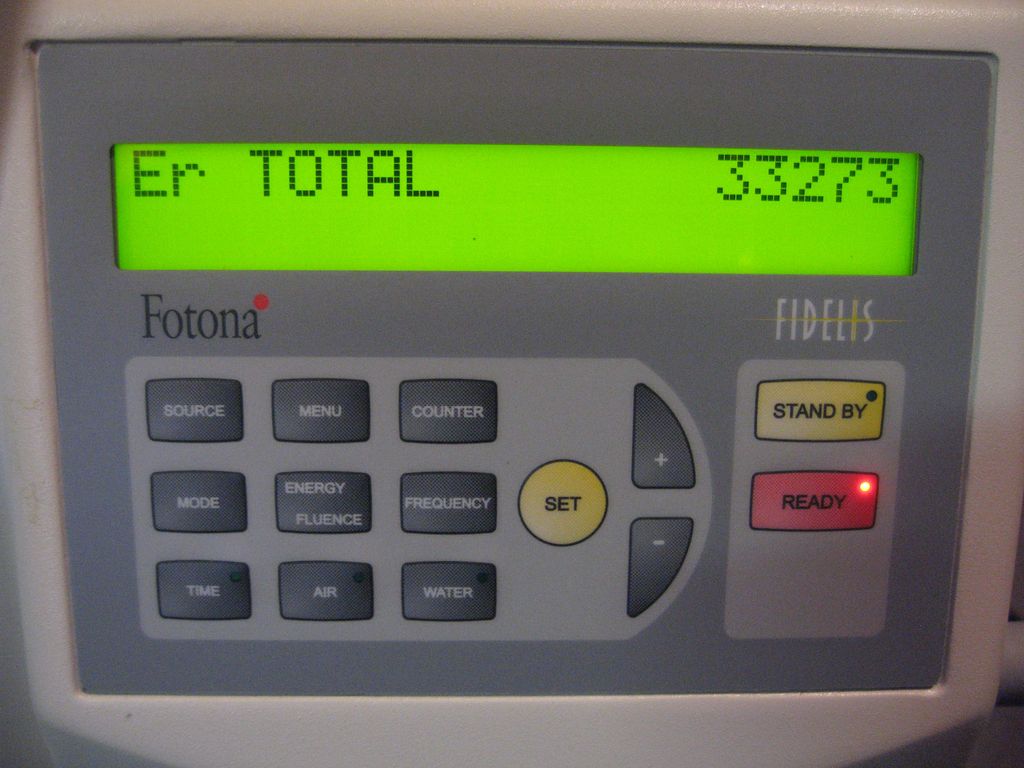 Er TOTAL 33273
Fotona
FIDELIS
SOURCE MENU COUNTER
STAND BY
MODE ENERGY FLUENCE FREQUENCY SET + -
READY
TIME AIR WATER